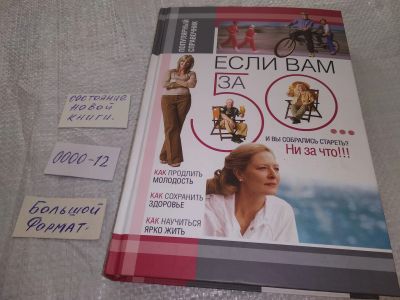 ПОПУЛЯРНЫЙ
СПРАВОЧНИК
ЕСЛИ ВАМ
ЗА
50...
И ВЫ СОБРАЛИСЬ СТАРЕТЬ?
Ни за что!!!
КАК ПРОДЛИТЬ
МОЛОДОСТЬ
КАК СОХРАНИТЬ
ЗДОРОВЬЕ
КАК НАУЧИТЬСЯ
ЯРКО ЖИТЬ
СОСТОЯНИЕ
НОВОЙ
КНИГИ.
0000-12
БОЛЬШОЙ
ФОРМАТ.